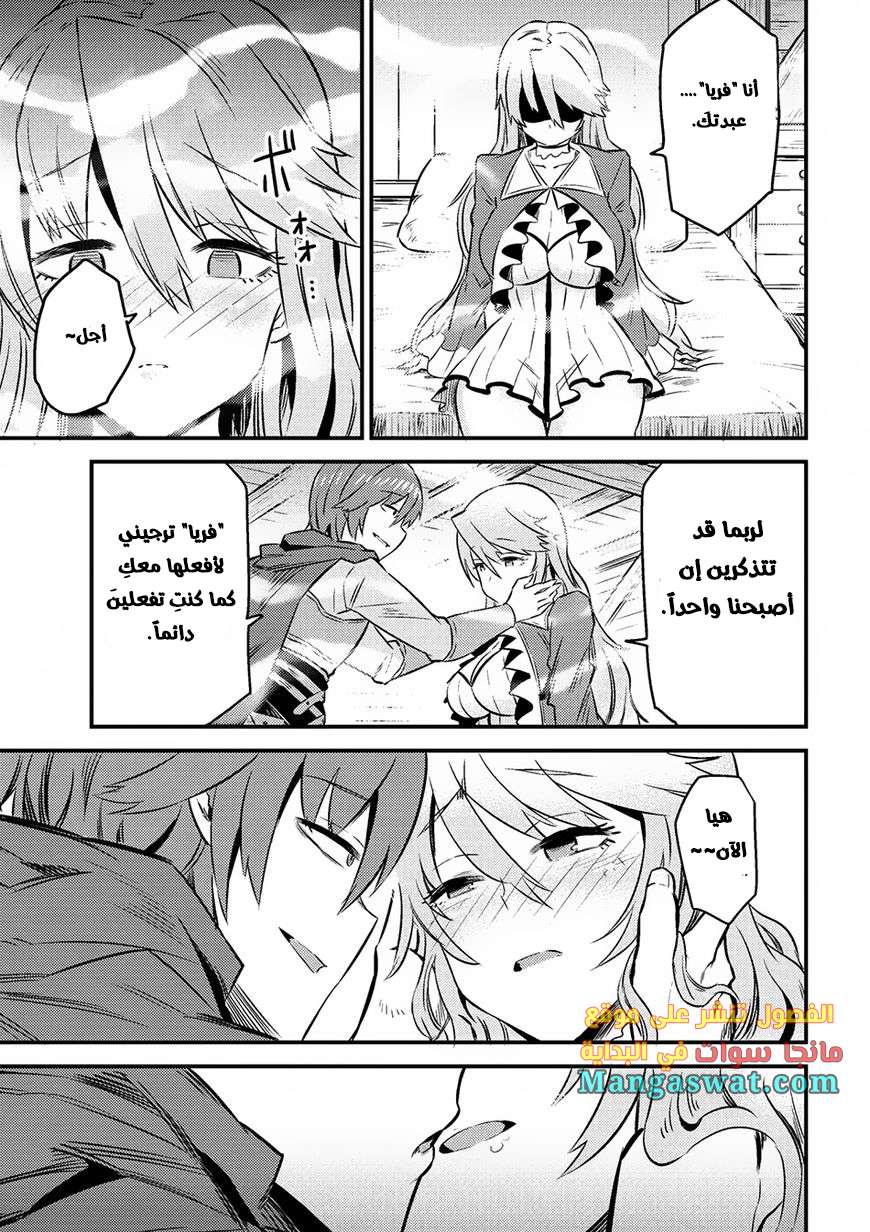 أنا "فريا"....
عبدتكَ.
ボ
オ
オ
…
أجل~
لربما قد
تتذكرين إن
أصبحنا واحداً.
"فريا" ترجيني
لأفعلها معكِ
كما كنتِ تفعلينَ
دائماً.
هيا
الآن~~
الفصول تنشر على موقع
مانجا سوات في البداية
Mangaswat.com